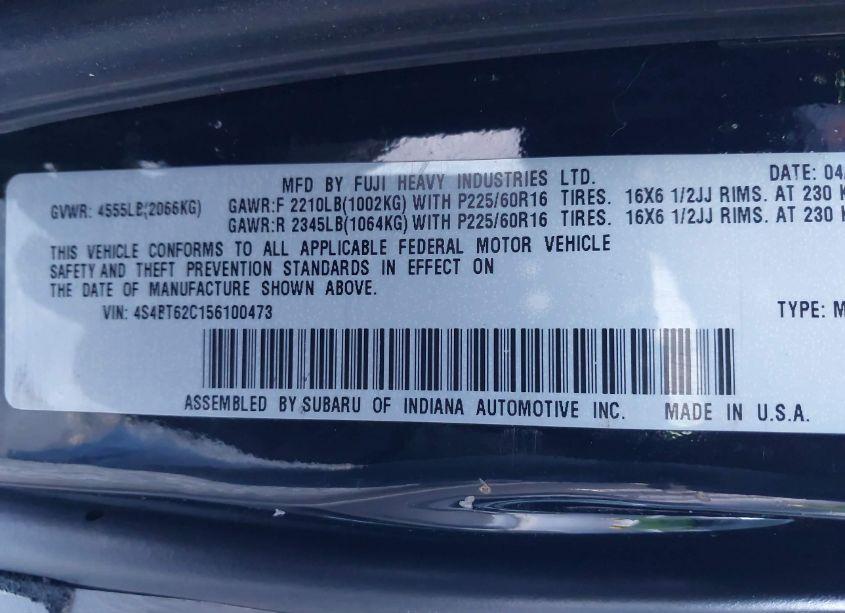 MFD BY FUJI HEAVY INDUSTRIES LTD. DATE: 04
GVWR: 4555LB(2066KG) GAWR:F 2210LB(1002KG) WITH P225/60R16 TIRES. 16X6 1/2JJ RIMS. AT 230
GAWR:R 2345LB(1064KG) WITH P225/60R16 TIRES. 16X6 1/2JJ RIMS. AT 230
THIS VEHICLE CONFORMS TO ALL APPLICABLE FEDERAL MOTOR VEHICLE
SAFETY AND THEFT PREVENTION STANDARDS IN EFFECT ON
THE DATE OF MANUFACTURE SHOWN ABOVE.
VIN: 4S4BT62C156100473 TYPE: M
ASSEMBLED BY SUBARU OF INDIANA AUTOMOTIVE INC. MADE IN U.S.A.